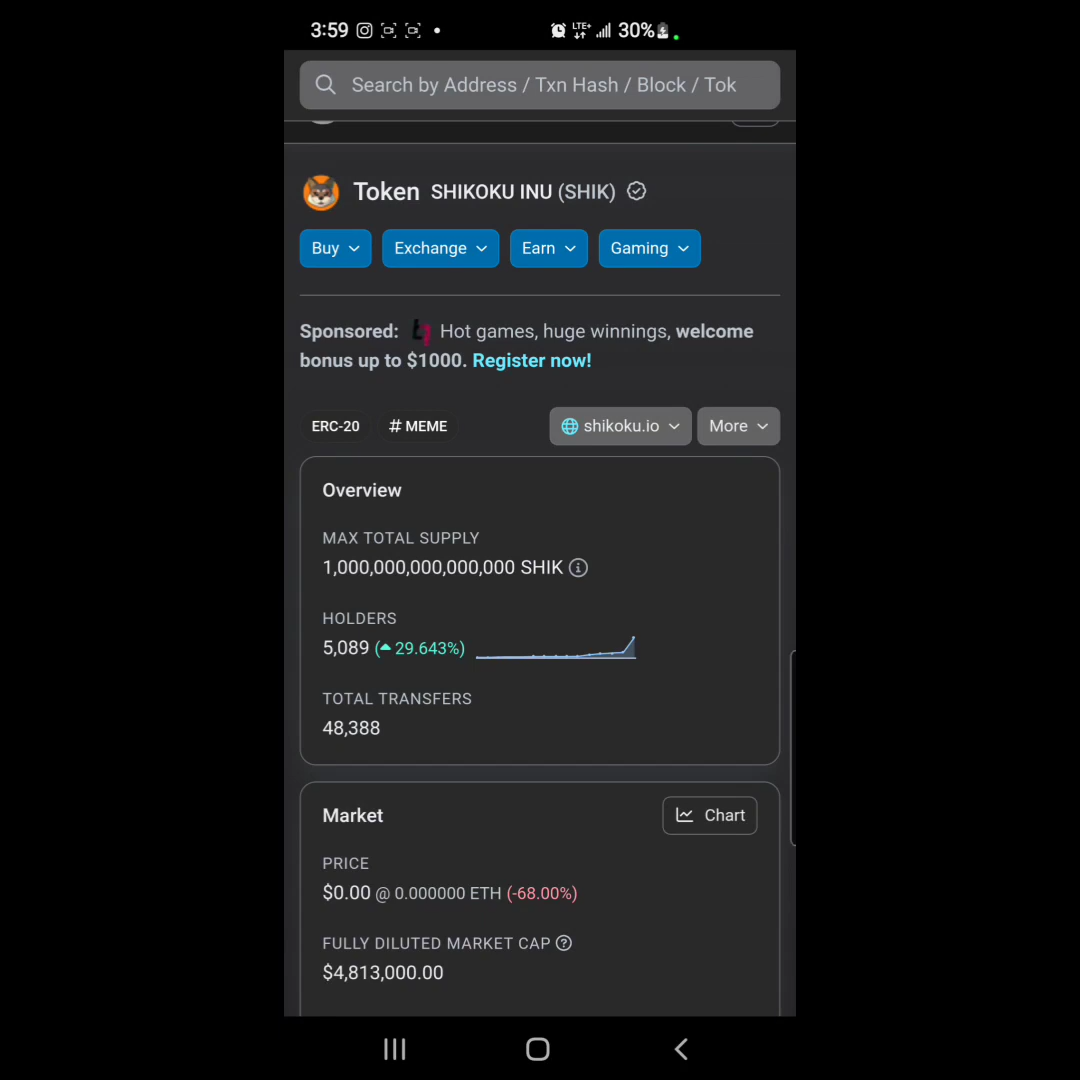 3:59 LTE+ 30%
Search by Address / Txn Hash / Block / Tok
Token SHIKOKU INU (SHIK)
Buy Exchange Earn Gaming
Sponsored: Hot games, huge winnings, welcome
bonus up to $1000. Register now!
ERC-20 # MEME shikoku.io More
Overview
MAX TOTAL SUPPLY
1,000,000,000,000,000 SHIK
HOLDERS
5,089 (29.643%)
TOTAL TRANSFERS
48,388
Market Chart
PRICE
$0.00 @ 0.000000 ETH (-68.00%)
FULLY DILUTED MARKET CAP
$4,813,000.00